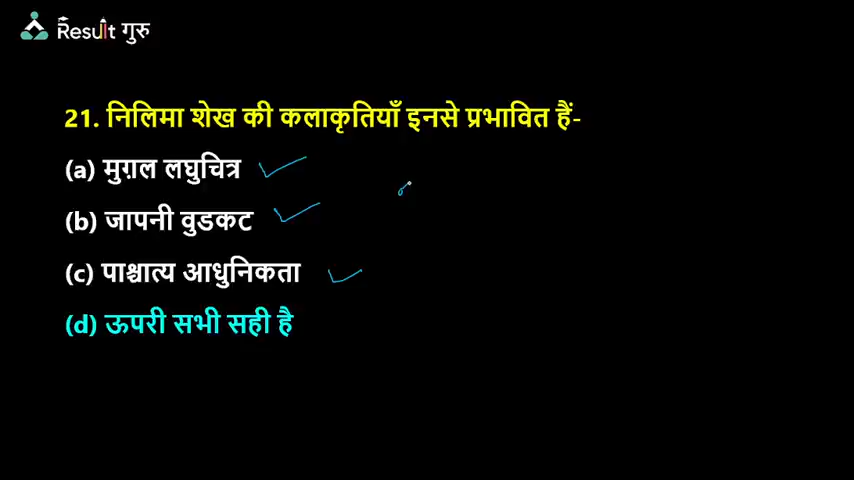 Result गुरु
21. निलिमा शेख की कलाकृतियाँ इनसे प्रभावित हैं-
(a) मुग़ल लघुचित्र
(b) जापनी वुडकट
(c) पाश्चात्य आधुनिकता
(d) ऊपरी सभी सही है